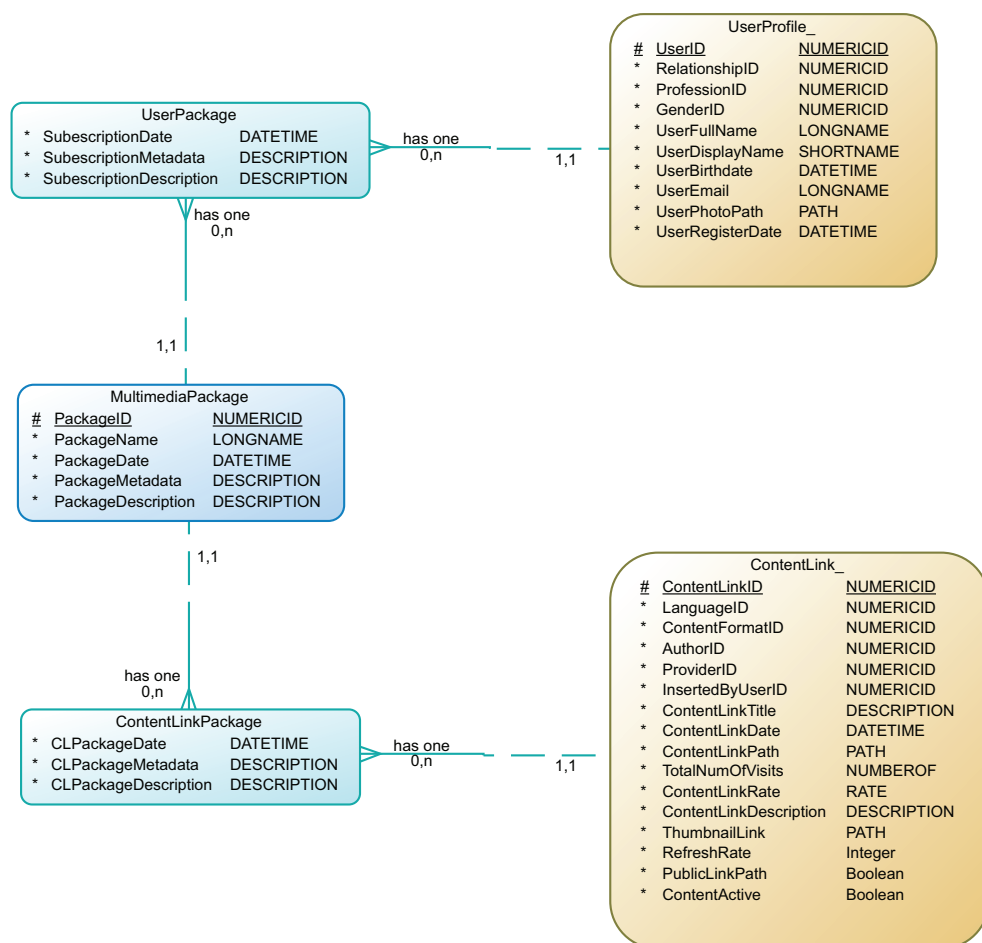 UserProfile_
# UserID NUMERICID
* RelationshipID NUMERICID
* ProfessionID NUMERICID
* GenderID NUMERICID
* UserFullName LONGNAME
* UserDisplayName SHORTNAME
* UserBirthdate DATETIME
* UserEmail LONGNAME
* UserPhotoPath PATH
* UserRegisterDate DATETIME
UserPackage
* SubescriptionDate DATETIME
* SubescriptionMetadata DESCRIPTION
* SubescriptionDescription DESCRIPTION
has one
0,n
1,1
has one
0,n
1,1
MultimediaPackage
# PackageID NUMERICID
* PackageName LONGNAME
* PackageDate DATETIME
* PackageMetadata DESCRIPTION
* PackageDescription DESCRIPTION
1,1
has one
0,n
ContentLinkPackage
* CLPackageDate DATETIME
* CLPackageMetadata DESCRIPTION
* CLPackageDescription DESCRIPTION
has one
0,n
1,1
ContentLink_
# ContentLinkID NUMERICID
* LanguageID NUMERICID
* ContentFormatID NUMERICID
* AuthorID NUMERICID
* ProviderID NUMERICID
* InsertedByUserID NUMERICID
* ContentLinkTitle DESCRIPTION
* ContentLinkDate DATETIME
* ContentLinkPath PATH
* TotalNumOfVisits NUMBEROF
* ContentLinkRate RATE
* ContentLinkDescription DESCRIPTION
* ThumbnailLink PATH
* RefreshRate Integer
* PublicLinkPath Boolean
* ContentActive Boolean